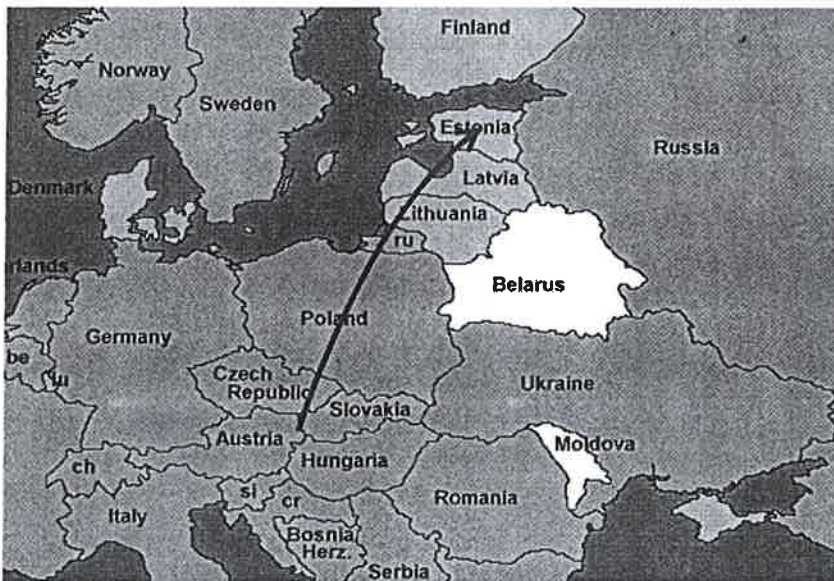 Finland
Norway
Sweden
Estonia
Russia
Denmark
Latvia
Lithuania
ru
rlands
Belarus
Poland
Germany
be
lu
Czech
Republic
Ukraine
Slovakia
Austria
Moldova
Hungaria
ch
si
cr
Romania
Italy
Bosnia
Herz.
Serbia